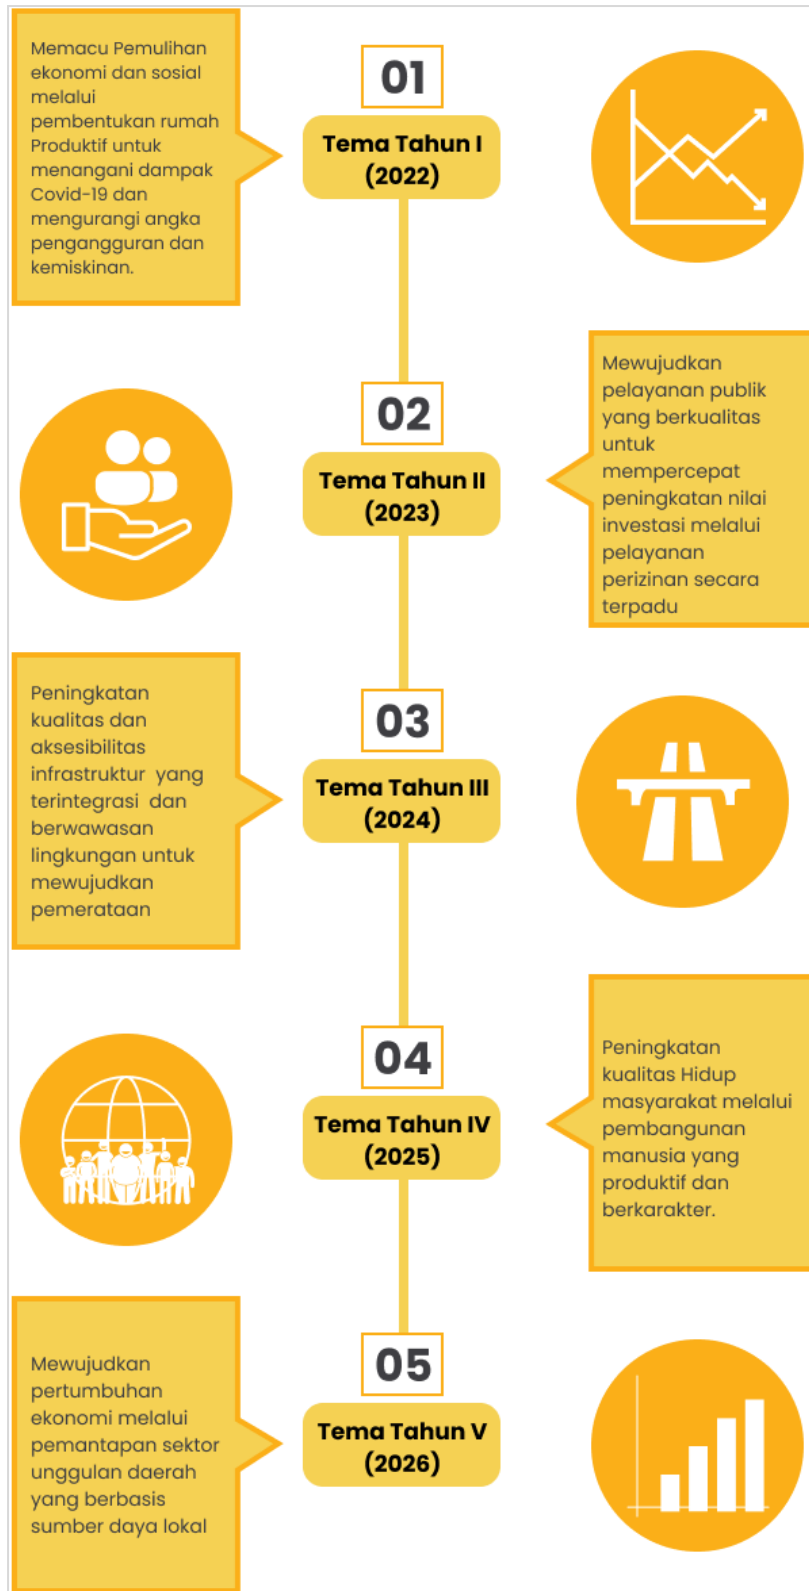 01
Tema Tahun I
(2022)
Memacu Pemulihan
ekonomi dan sosial
melalui
pembentukan rumah
Produktif untuk
menangani dampak
Covid-19 dan
mengurangi angka
pengangguran dan
kemiskinan.
02
Tema Tahun II
(2023)
Mewujudkan
pelayanan publik
yang berkualitas
untuk
mempercepat
peningkatan nilai
investasi melalui
pelayanan
perizinan secara
terpadu
03
Tema Tahun III
(2024)
Peningkatan
kualitas dan
aksesibilitas
infrastruktur yang
terintegrasi dan
berwawasan
lingkungan untuk
mewujudkan
pemerataan
04
Tema Tahun IV
(2025)
Peningkatan
kualitas Hidup
masyarakat melalui
pembangunan
manusia yang
produktif dan
berkarakter.
05
Tema Tahun V
(2026)
Mewujudkan
pertumbuhan
ekonomi melalui
pemantapan sektor
unggulan daerah
yang berbasis
sumber daya lokal